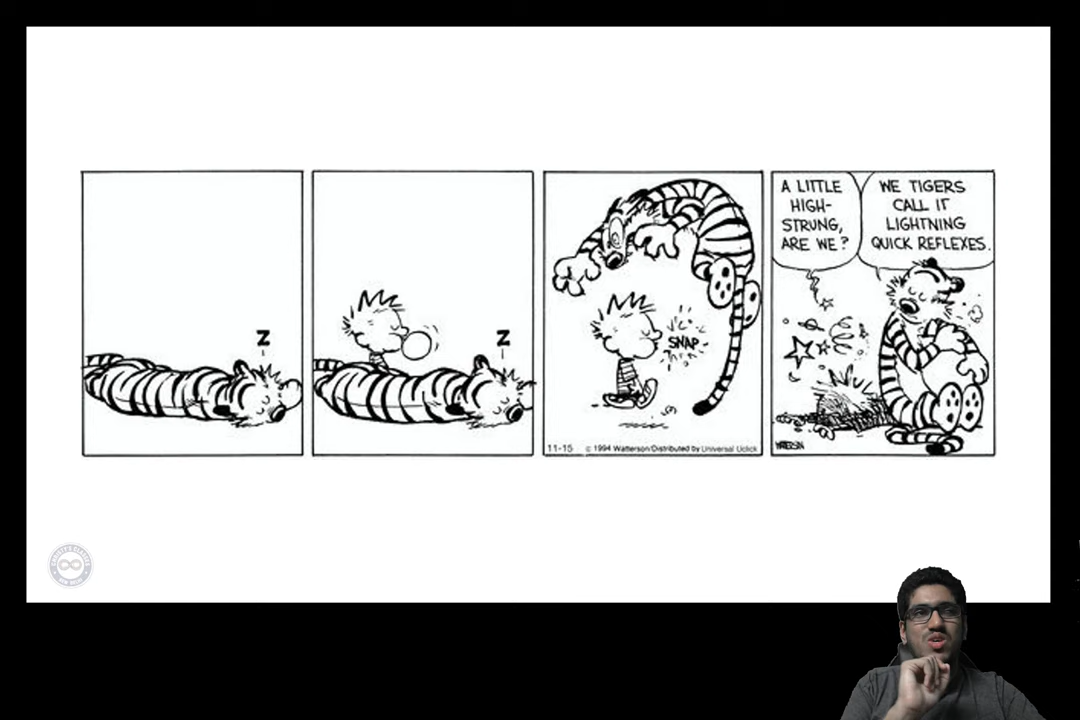 Z
Z
SNAP
11-15 © 1994 Watterson/Distributed by Universal Uclick
A LITTLE
HIGH-
STRUNG,
ARE WE?
WE TIGERS
CALL IT
LIGHTNING
QUICK REFLEXES.
WATTERSON